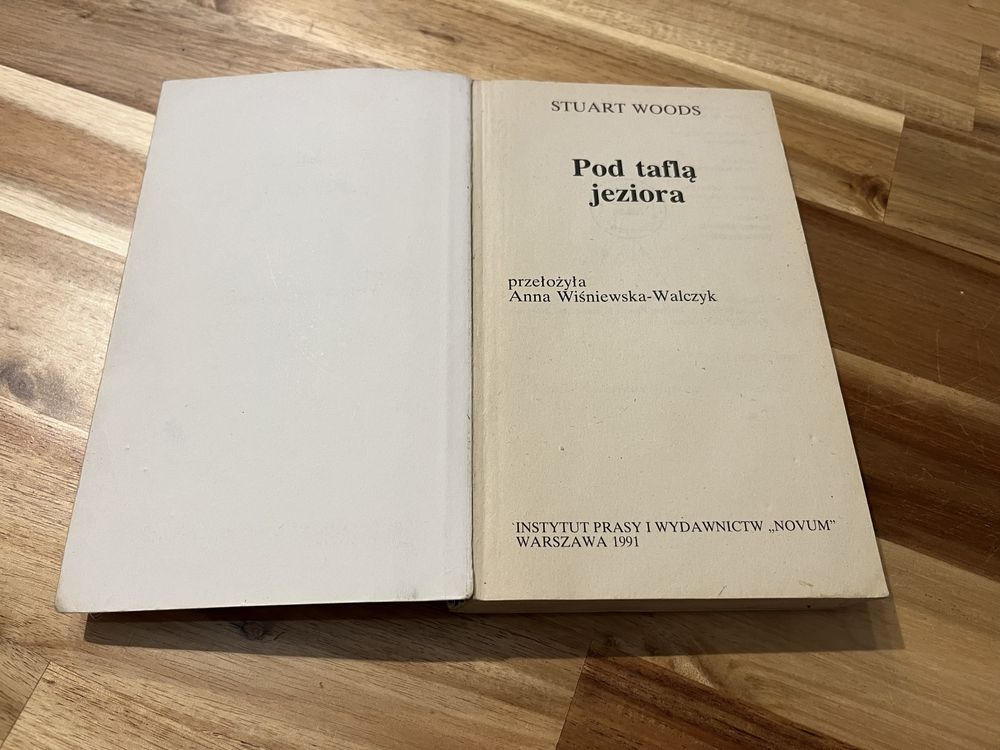 STUART WOODS
Pod taflą
jeziora
przełożyła
Anna Wiśniewska-Walczyk
INSTYTUT PRASY I WYDAWNICTW „NOVUM”
WARSZAWA 1991